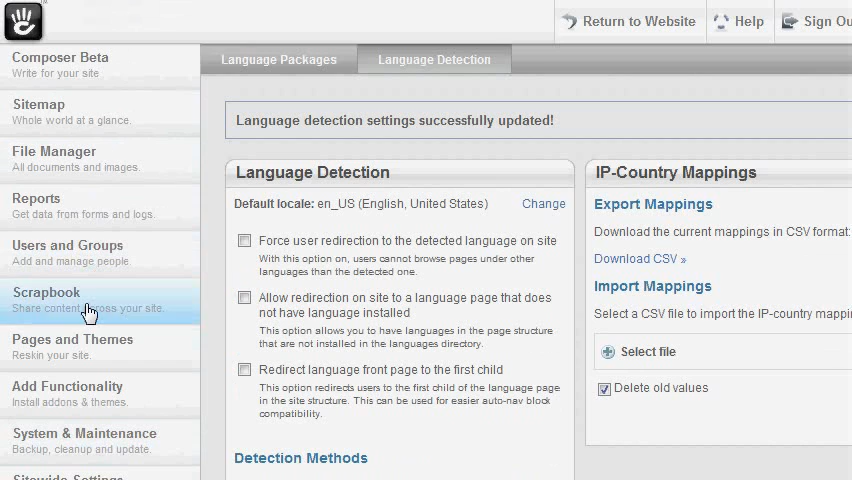 Return to Website
Help
Sign Ou
Composer Beta
Write for your site
Sitemap
Whole world at a glance.
File Manager
All documents and images.
Reports
Get data from forms and logs.
Users and Groups
Add and manage people.
Scrapbook
Share content across your site.
Pages and Themes
Reskin your site.
Add Functionality
Install addons & themes.
System & Maintenance
Backup, cleanup and update.
Sitewide Settings
Language Packages
Language Detection
Language detection settings successfully updated!
Language Detection
Default locale: en_US (English, United States)
Change
Force user redirection to the detected language on site
With this option on, users cannot browse pages under other
languages than the detected one.
Allow redirection on site to a language page that does
not have language installed
This option allows you to have languages in the page structure
that are not installed in the languages directory.
Redirect language front page to the first child
This option redirects users to the first child of the language page
in the site structure. This can be used for easier auto-nav block
compatibility.
Detection Methods
IP-Country Mappings
Export Mappings
Download the current mappings in CSV format:
Download CSV »
Import Mappings
Select a CSV file to import the IP-country mappin
Select file
Delete old values